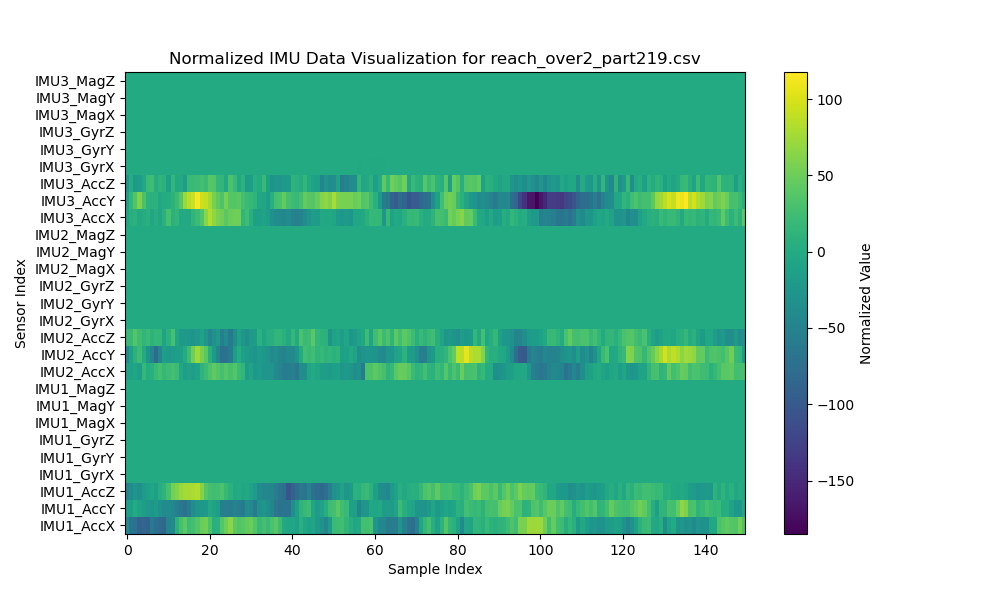 Normalized IMU Data Visualization for reach_over2_part219.csv
Sensor Index
IMU3_MagZ
IMU3_MagY
IMU3_MagX
IMU3_GyrZ
IMU3_GyrY
IMU3_GyrX
IMU3_AccZ
IMU3_AccY
IMU3_AccX
IMU2_MagZ
IMU2_MagY
IMU2_MagX
IMU2_GyrZ
IMU2_GyrY
IMU2_GyrX
IMU2_AccZ
IMU2_AccY
IMU2_AccX
IMU1_MagZ
IMU1_MagY
IMU1_MagX
IMU1_GyrZ
IMU1_GyrY
IMU1_GyrX
IMU1_AccZ
IMU1_AccY
IMU1_AccX
0 20 40 60 80 100 120 140
Sample Index
100
50
0
−50
−100
−150
Normalized Value